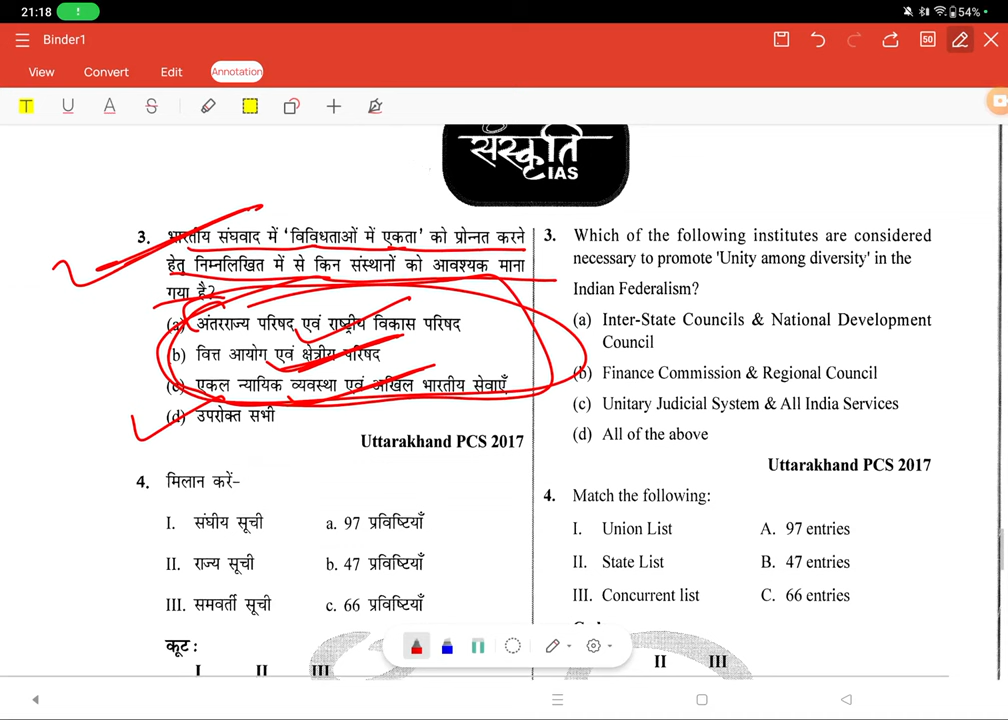 21:18
!
54%
Binder1
50
View
Convert
Edit
Annotation
T
U
A
S
संस्कृति
IAS
3. भारतीय संघवाद में ‘विविधताओं में एकता’ को प्रोन्नत करने
हेतु निम्नलिखित में से किन संस्थानों को आवश्यक माना
गया है?
(a) अंतरराज्य परिषद एवं राष्ट्रीय विकास परिषद
b) वित्त आयोग एवं क्षेत्रीय परिषद
(c) एकल न्यायिक व्यवस्था एवं अखिल भारतीय सेवाएँ
(d) उपरोक्त सभी
Uttarakhand PCS 2017
4. मिलान करें–
I. संघीय सूची a. 97 प्रविष्टियाँ
II. राज्य सूची b. 47 प्रविष्टियाँ
III. समवर्ती सूची c. 66 प्रविष्टियाँ
कूट :
I II III
3. Which of the following institutes are considered
necessary to promote 'Unity among diversity' in the
Indian Federalism?
(a) Inter-State Councils & National Development
Council
(b) Finance Commission & Regional Council
(c) Unitary Judicial System & All India Services
(d) All of the above
Uttarakhand PCS 2017
4. Match the following:
I. Union List A. 97 entries
II. State List B. 47 entries
III. Concurrent list C. 66 entries
II III